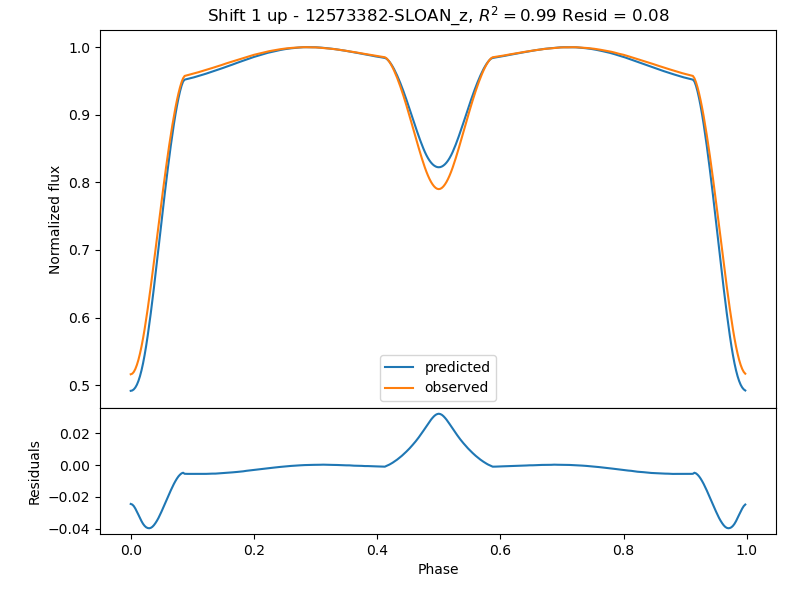 Shift 1 up - 12573382-SLOAN_z, R² = 0.99 Resid = 0.08
1.0
0.9
0.8
0.7
0.6
0.5
Normalized flux
predicted
observed
0.02
0.00
−0.02
−0.04
Residuals
0.0 0.2 0.4 0.6 0.8 1.0
Phase